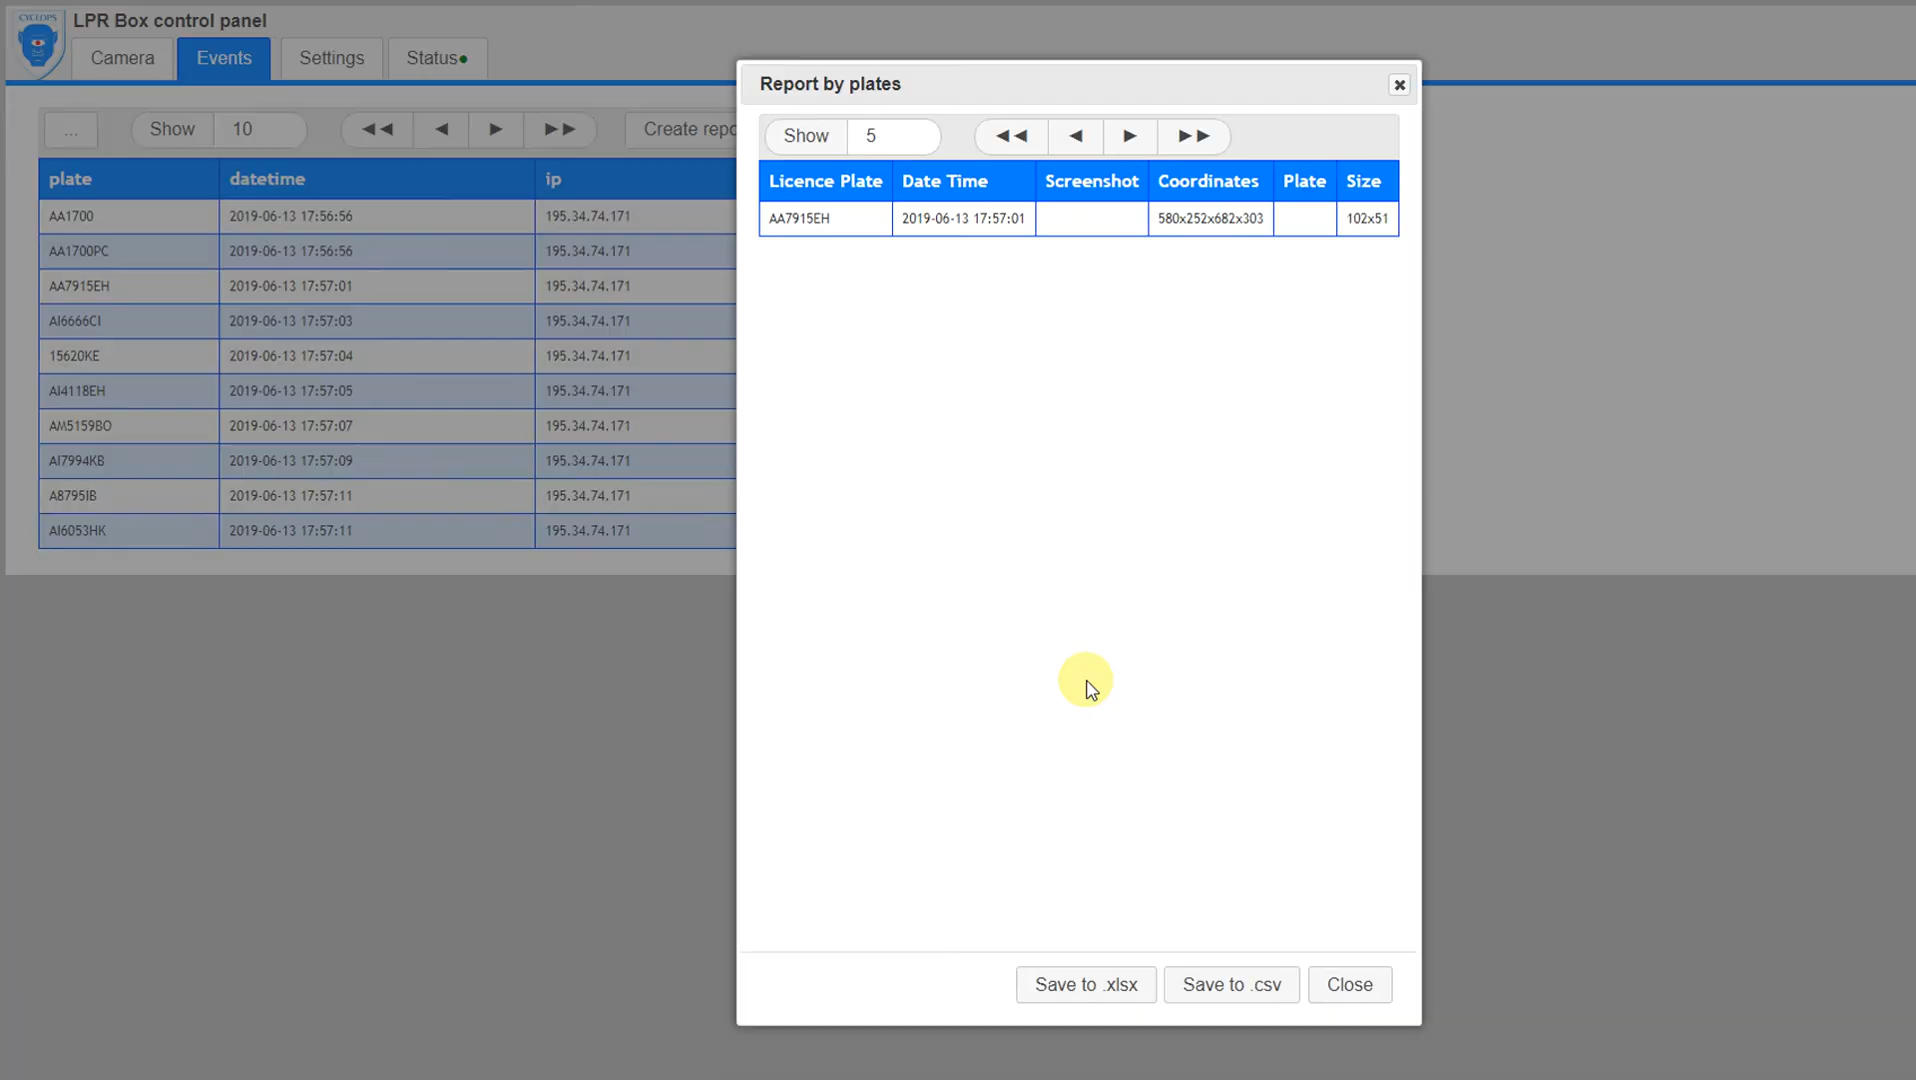 CYCLOPS
LPR Box control panel
Camera Events Settings Status
Report by plates
... Show 10 Create repo
Show 5
plate datetime ip
AA1700 2019-06-13 17:56:56 195.34.74.171
AA1700PC 2019-06-13 17:56:56 195.34.74.171
AA7915EH 2019-06-13 17:57:01 195.34.74.171
AI6666CI 2019-06-13 17:57:03 195.34.74.171
15620KE 2019-06-13 17:57:04 195.34.74.171
AI4118EH 2019-06-13 17:57:05 195.34.74.171
AM5159BO 2019-06-13 17:57:07 195.34.74.171
AI7994KB 2019-06-13 17:57:09 195.34.74.171
A8795IB 2019-06-13 17:57:11 195.34.74.171
AI6053HK 2019-06-13 17:57:11 195.34.74.171
Licence Plate Date Time Screenshot Coordinates Plate Size
AA7915EH 2019-06-13 17:57:01 580x252x682x303 102x51
Save to .xlsx Save to .csv Close